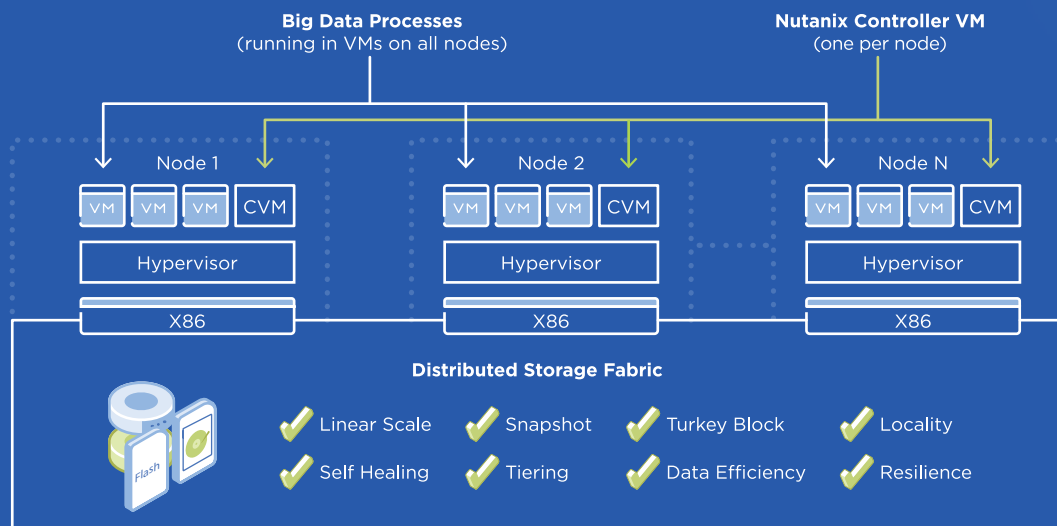 Big Data Processes
(running in VMs on all nodes)
Nutanix Controller VM
(one per node)
Node 1
Node 2
Node N
VM VM VM CVM
VM VM VM CVM
VM VM VM CVM
Hypervisor
Hypervisor
Hypervisor
X86
X86
X86
Distributed Storage Fabric
Flash
Linear Scale
Snapshot
Turkey Block
Locality
Self Healing
Tiering
Data Efficiency
Resilience